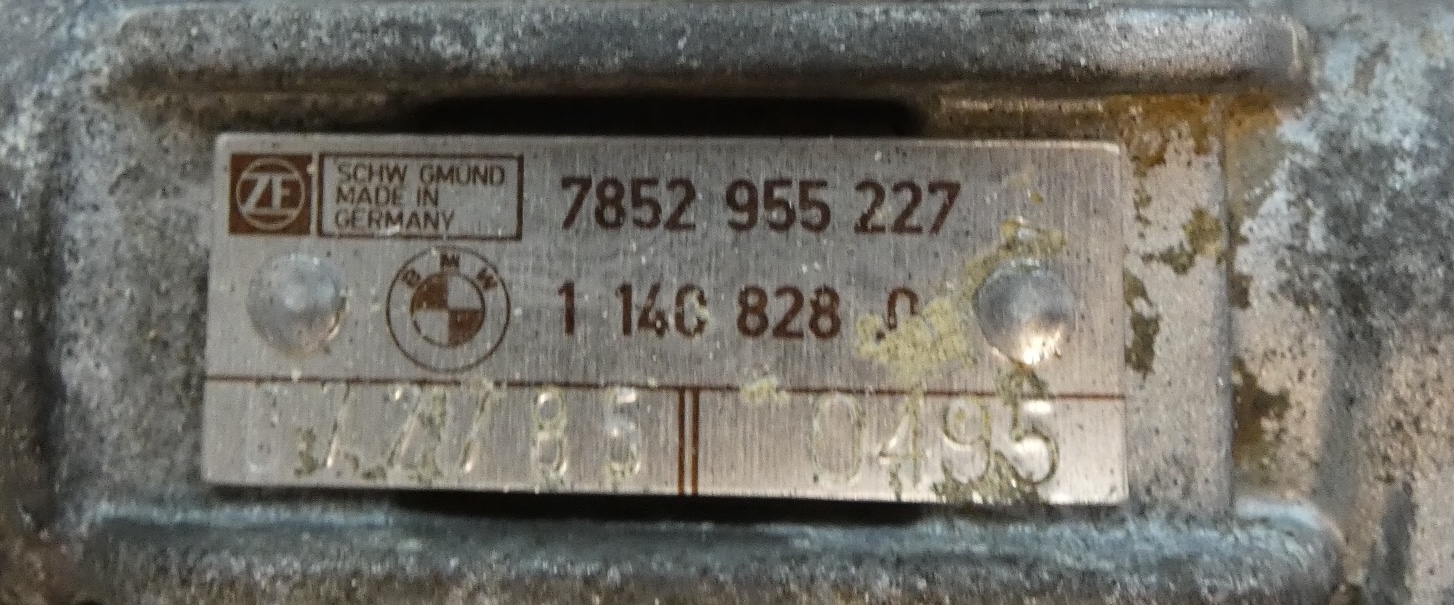 ZF
SCHW GMUND
MADE IN
GERMANY
7852 955 227
BMW
1 140 828 0
0495